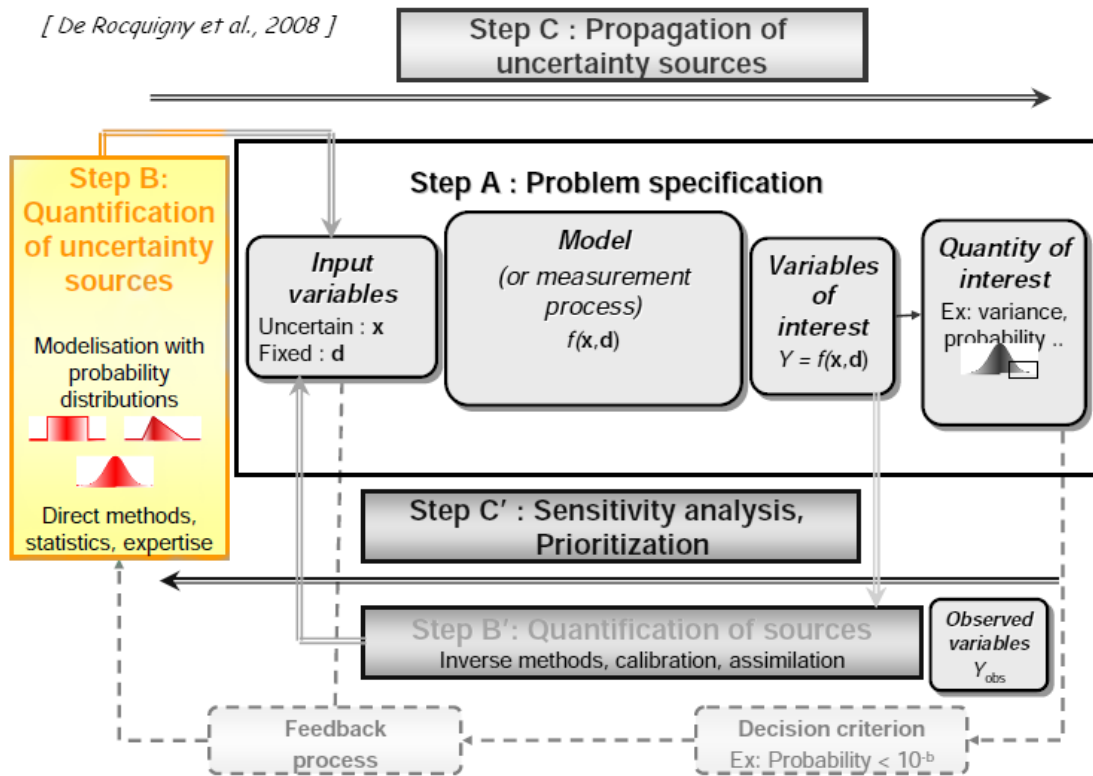 [ De Rocquigny et al., 2008 ]
Step C : Propagation of
uncertainty sources
Step B:
Quantification
of uncertainty
sources
Modelisation with
probability
distributions
Direct methods,
statistics, expertise
Step A : Problem specification
Input
variables
Uncertain : x
Fixed : d
Model
(or measurement
process)
f(x,d)
Variables
of
interest
Y = f(x,d)
Quantity of
interest
Ex: variance,
probability ..
Step C' : Sensitivity analysis,
Prioritization
Step B': Quantification of sources
Inverse methods, calibration, assimilation
Observed
variables
Yobs
Feedback
process
Decision criterion
Ex: Probability < 10-b